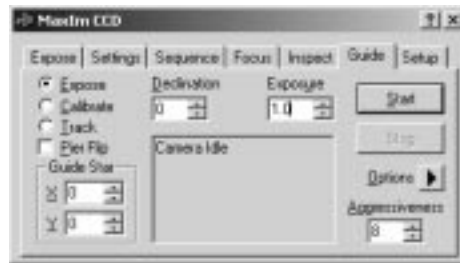 MaxIm CCD
Expose Settings Sequence Focus Inspect Guide Setup
Expose
Calibrate
Track
Pier Flip
Declination
0
Exposure
1.0
Start
Stop
Camera Idle
Guide Star
X 0
Y 0
Options
Aggressiveness
8